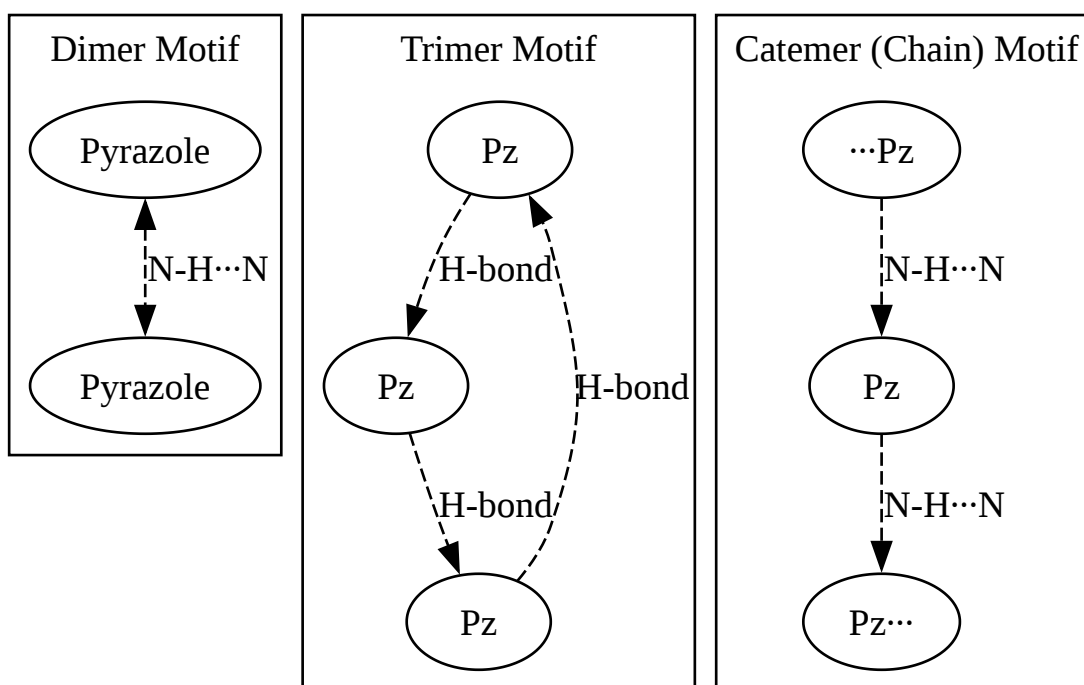 Dimer Motif
Pyrazole
N-H···N
Pyrazole
Trimer Motif
Pz
H-bond
Pz
H-bond
H-bond
Pz
Catemer (Chain) Motif
···Pz
N-H···N
Pz
N-H···N
Pz···